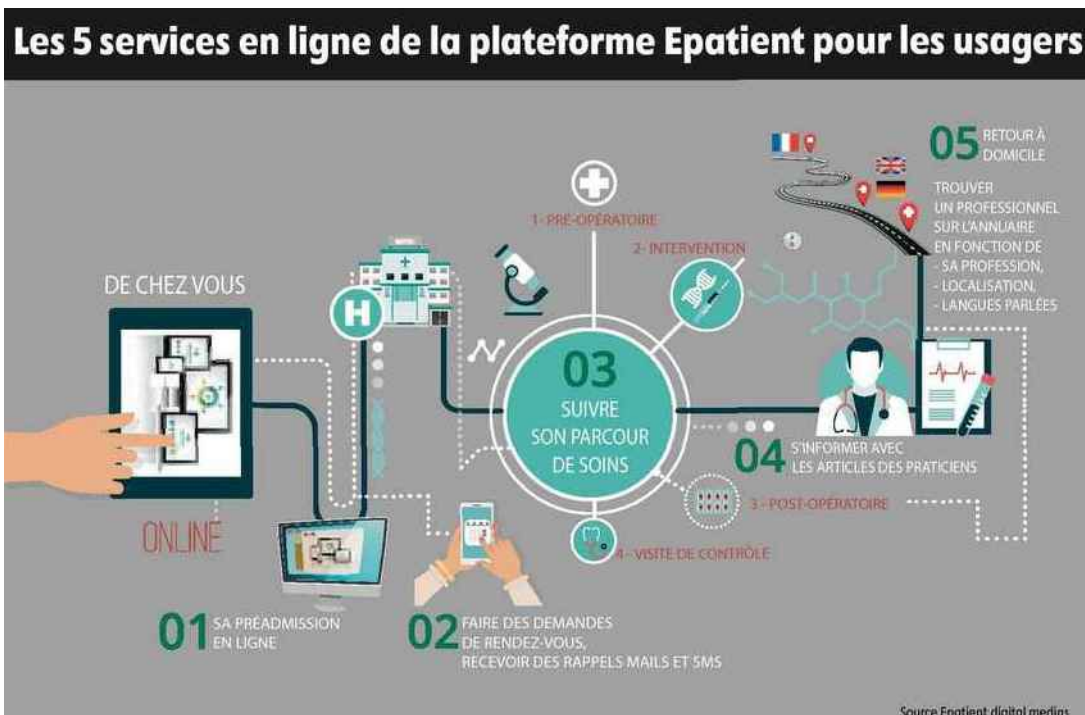 Les 5 services en ligne de la plateforme Epatient pour les usagers
DE CHEZ VOUS
ONLINE
01 SA PRÉADMISSION
EN LIGNE
H
02 FAIRE DES DEMANDES
DE RENDEZ-VOUS,
RECEVOIR DES RAPPELS MAILS ET SMS
03
SUIVRE
SON PARCOUR
DE SOINS
1- PRÉ-OPÉRATOIRE
2- INTERVENTION
3 - POST-OPÉRATOIRE
4 - VISITE DE CONTRÔLE
04 S'INFORMER AVEC
LES ARTICLES DES PRATICIENS
05 RETOUR À
DOMICILE
TROUVER
UN PROFESSIONNEL
SUR L'ANNUAIRE
EN FONCTION DE
- SA PROFESSION,
- LOCALISATION,
- LANGUES PARLÉES
Source Epatient digital medias